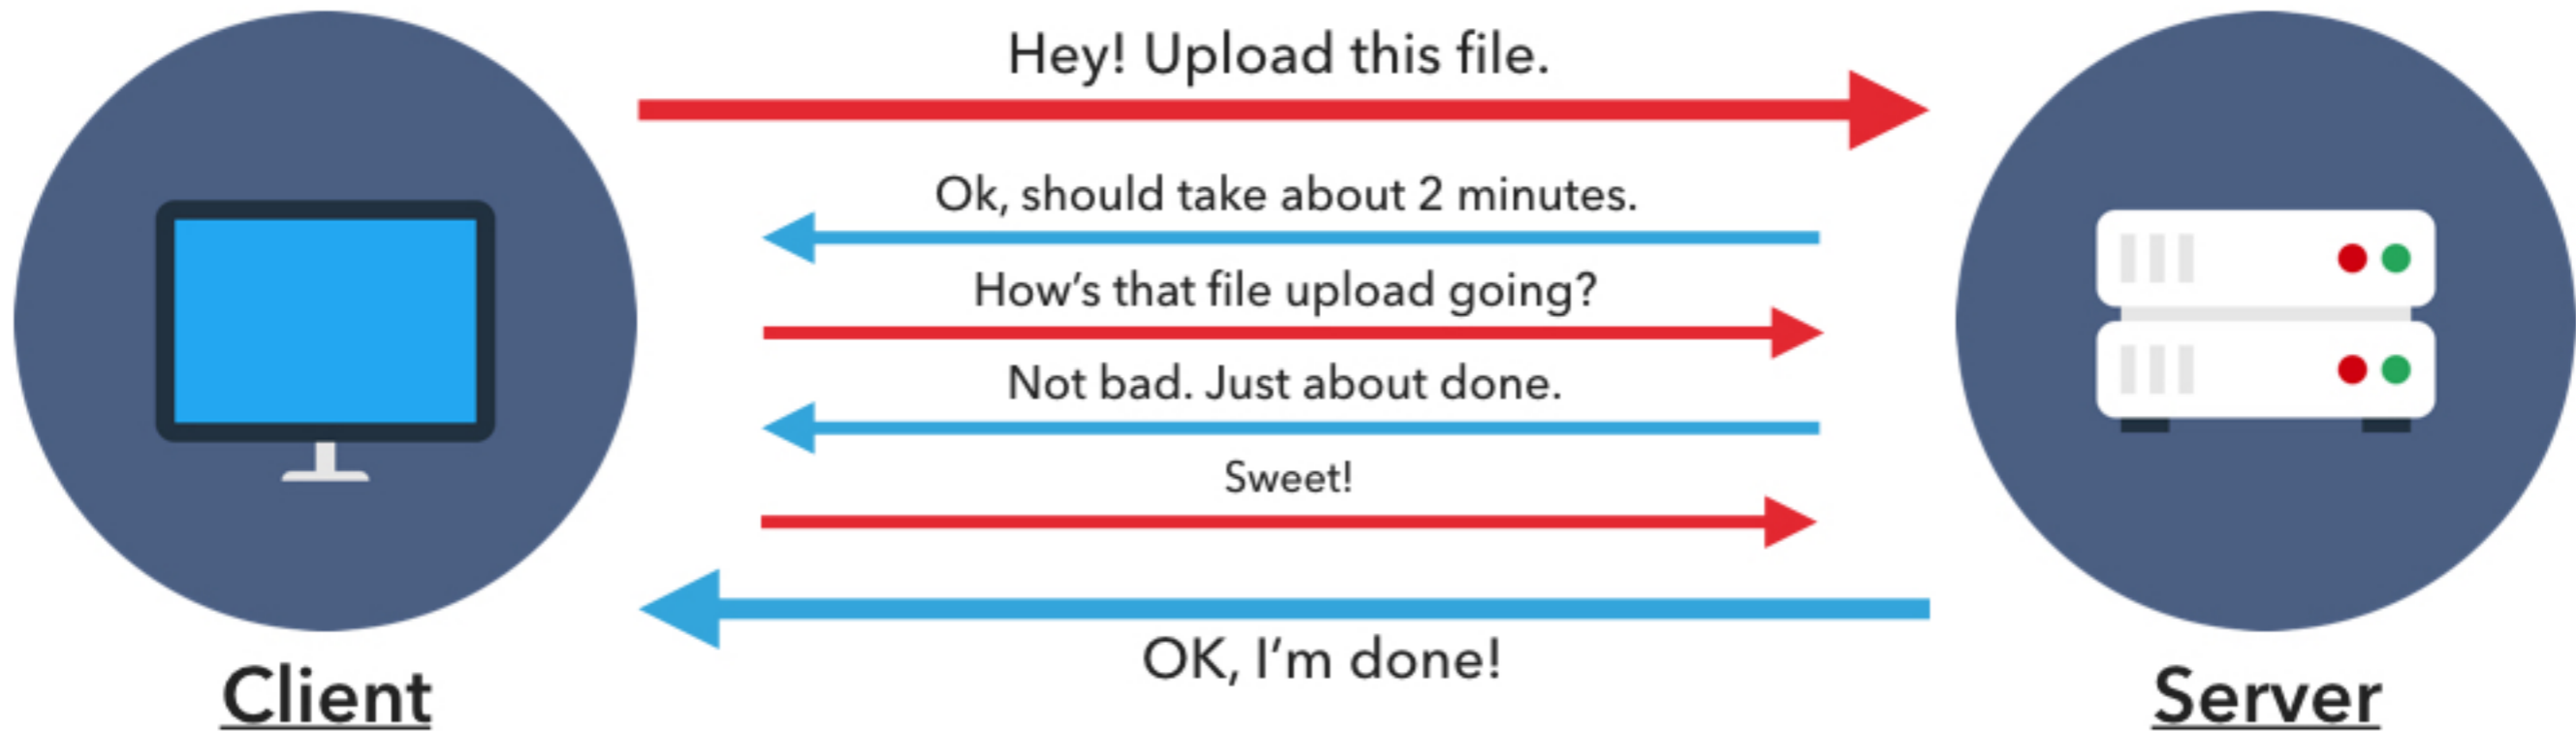 Hey! Upload this file.
Ok, should take about 2 minutes.
How’s that file upload going?
Not bad. Just about done.
Sweet!
OK, I’m done!
Client
Server